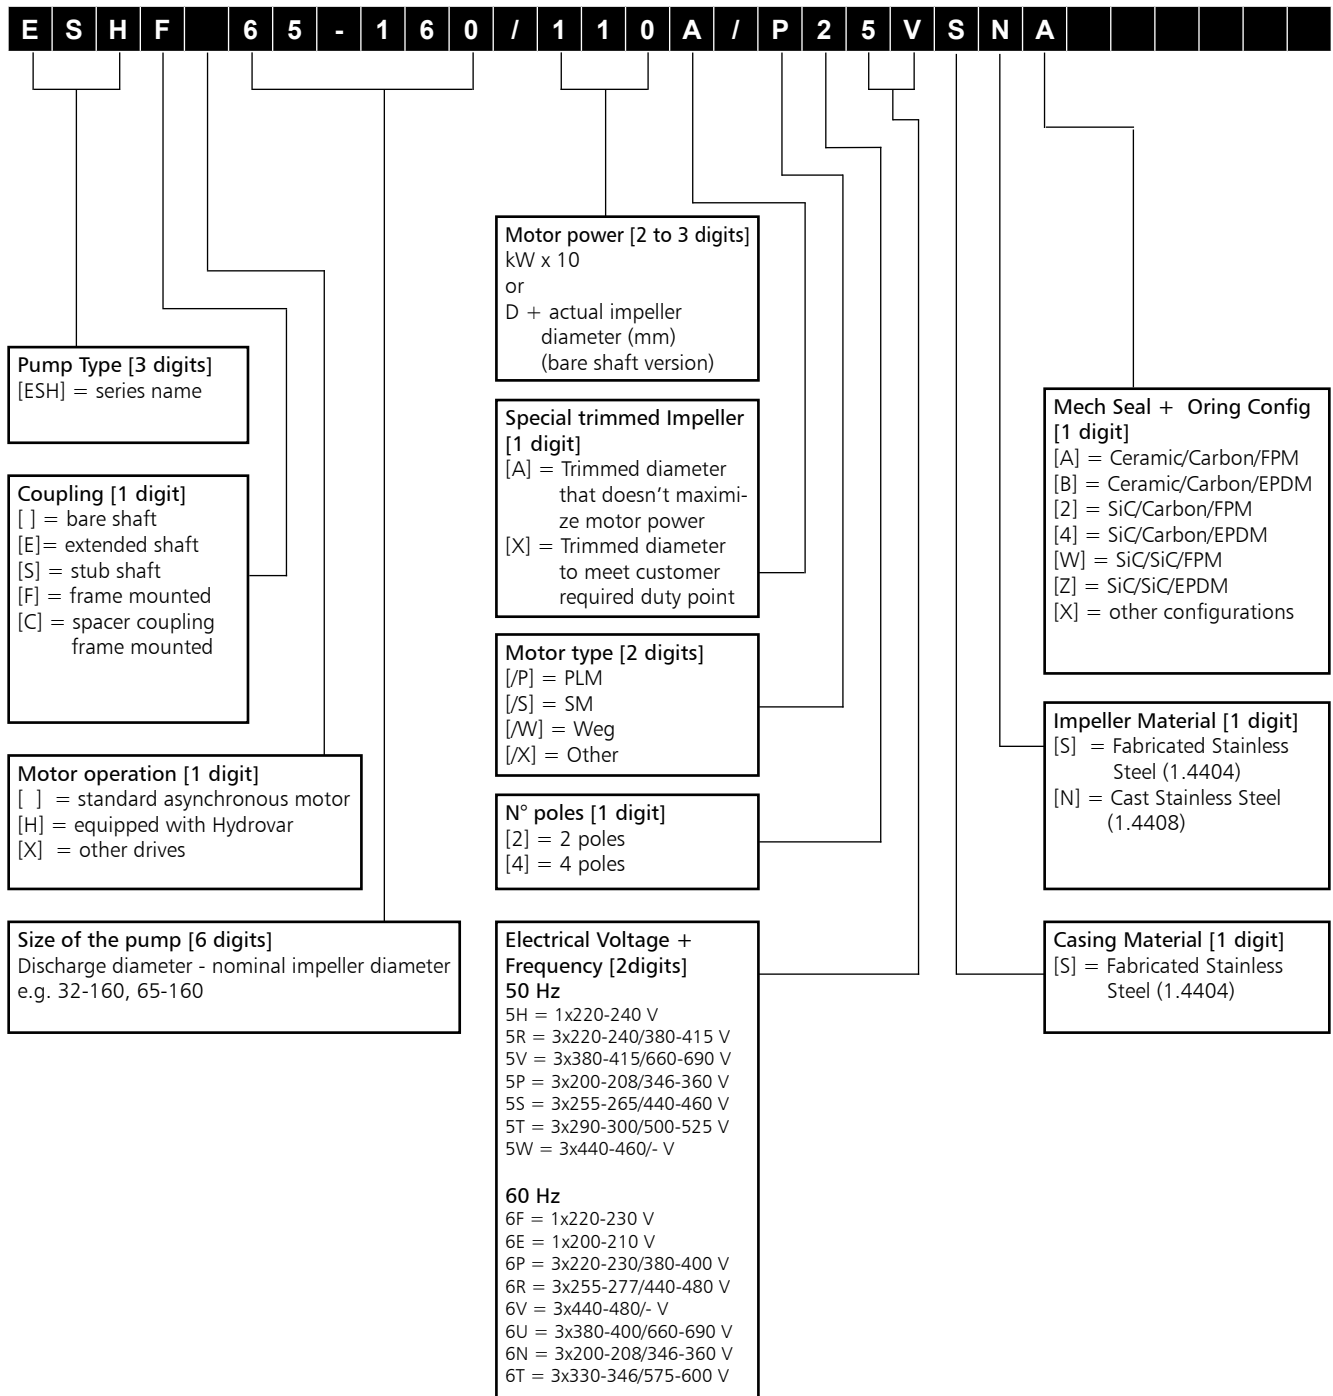 ESHF 65-160/110A/P25VSNA
Pump Type [3 digits]
[ESH] = series name
Coupling [1 digit]
[ ] = bare shaft
[E]= extended shaft
[S] = stub shaft
[F] = frame mounted
[C] = spacer coupling
frame mounted
Motor operation [1 digit]
[ ] = standard asynchronous motor
[H] = equipped with Hydrovar
[X] = other drives
Size of the pump [6 digits]
Discharge diameter - nominal impeller diameter
e.g. 32-160, 65-160
Motor power [2 to 3 digits]
kW x 10
or
D + actual impeller
diameter (mm)
(bare shaft version)
Special trimmed Impeller
[1 digit]
[A] = Trimmed diameter
that doesn't maximi-
ze motor power
[X] = Trimmed diameter
to meet customer
required duty point
Motor type [2 digits]
[/P] = PLM
[/S] = SM
[/W] = Weg
[/X] = Other
N° poles [1 digit]
[2] = 2 poles
[4] = 4 poles
Electrical Voltage +
Frequency [2digits]
50 Hz
5H = 1x220-240 V
5R = 3x220-240/380-415 V
5V = 3x380-415/660-690 V
5P = 3x200-208/346-360 V
5S = 3x255-265/440-460 V
5T = 3x290-300/500-525 V
5W = 3x440-460/- V
60 Hz
6F = 1x220-230 V
6E = 1x200-210 V
6P = 3x220-230/380-400 V
6R = 3x255-277/440-480 V
6V = 3x440-480/- V
6U = 3x380-400/660-690 V
6N = 3x200-208/346-360 V
6T = 3x330-346/575-600 V
Mech Seal + Oring Config
[1 digit]
[A] = Ceramic/Carbon/FPM
[B] = Ceramic/Carbon/EPDM
[2] = SiC/Carbon/FPM
[4] = SiC/Carbon/EPDM
[W] = SiC/SiC/FPM
[Z] = SiC/SiC/EPDM
[X] = other configurations
Impeller Material [1 digit]
[S] = Fabricated Stainless
Steel (1.4404)
[N] = Cast Stainless Steel
(1.4408)
Casing Material [1 digit]
[S] = Fabricated Stainless
Steel (1.4404)